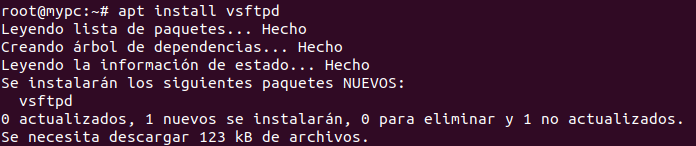 root@mypc:~# apt install vsftpd
Leyendo lista de paquetes... Hecho
Creando árbol de dependencias... Hecho
Leyendo la información de estado... Hecho
Se instalarán los siguientes paquetes NUEVOS:
  vsftpd
0 actualizados, 1 nuevos se instalarán, 0 para eliminar y 1 no actualizados.
Se necesita descargar 123 kB de archivos.